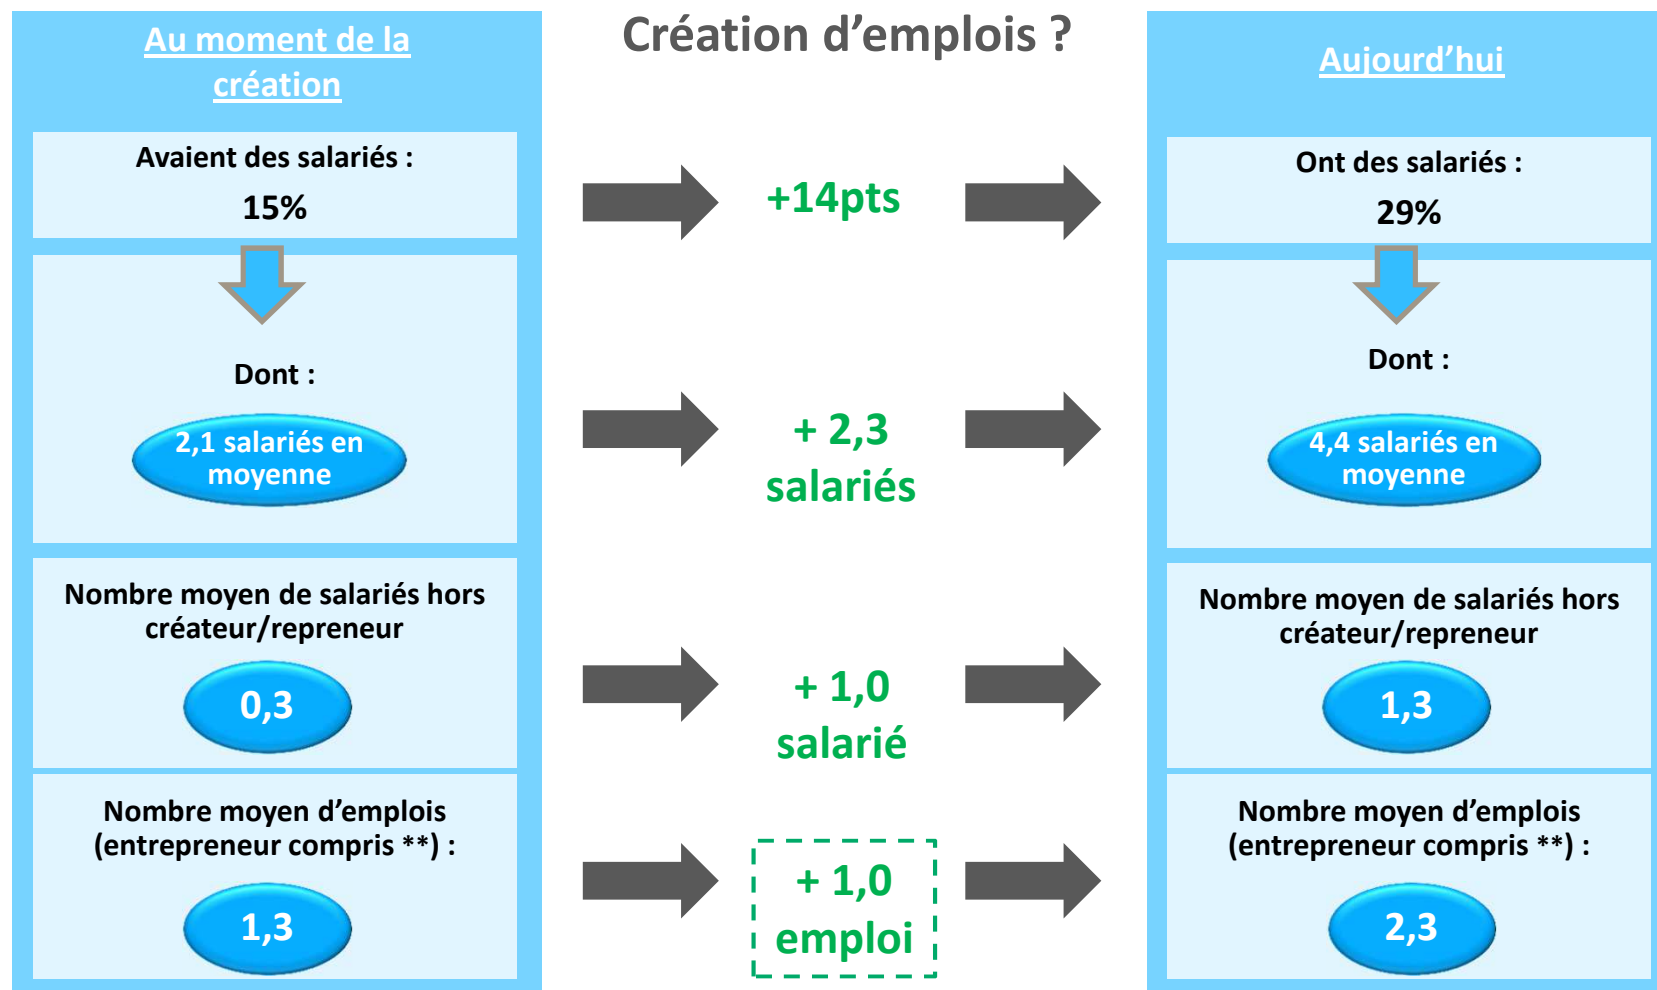 Au moment de la
création
Avaient des salariés :
15%
Dont :
2,1 salariés en
moyenne
Nombre moyen de salariés hors
créateur/repreneur
0,3
Nombre moyen d’emplois
(entrepreneur compris **) :
1,3
Création d’emplois ?
+14pts
+ 2,3
salariés
+ 1,0
salarié
+ 1,0
emploi
Aujourd’hui
Ont des salariés :
29%
Dont :
4,4 salariés en
moyenne
Nombre moyen de salariés hors
créateur/repreneur
1,3
Nombre moyen d’emplois
(entrepreneur compris **) :
2,3